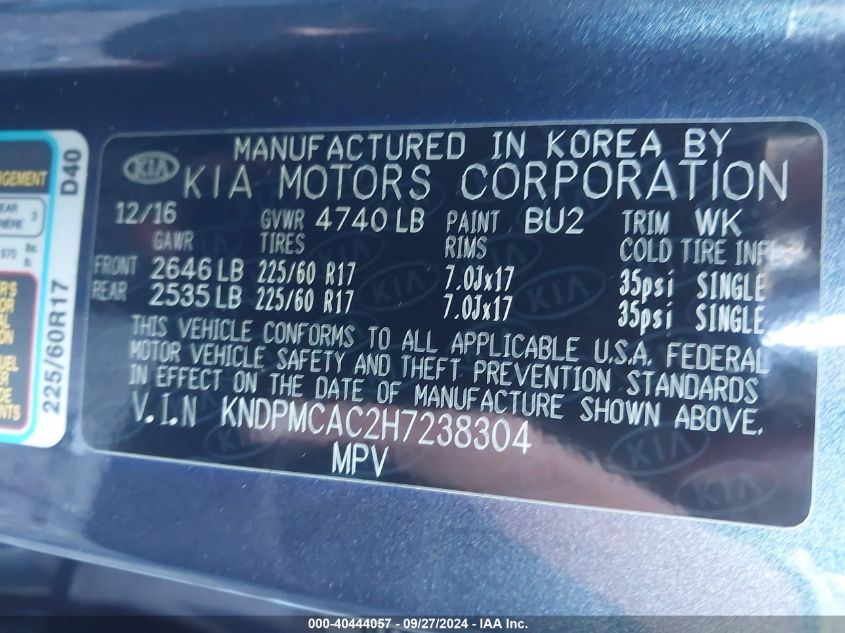 MANUFACTURED IN KOREA BY
KIA KIA MOTORS CORPORATION
12/16 GVWR 4740 LB PAINT BU2 TRIM WK
GAWR TIRES RIMS COLD TIRE INF
FRONT 2646 LB 225/60 R17 7.0Jx17 35psi SINGLE
REAR 2535 LB 225/60 R17 7.0Jx17 35psi SINGLE
THIS VEHICLE CONFORMS TO ALL APPLICABLE U.S.A. FEDERAL
MOTOR VEHICLE SAFETY AND THEFT PREVENTION STANDARDS
IN EFFECT ON THE DATE OF MANUFACTURE SHOWN ABOVE.
V.I.N KNDPMCAC2H7238304
MPV
D40
225/60R17
000-40444057 - 09/27/2024 - IAAI.COM